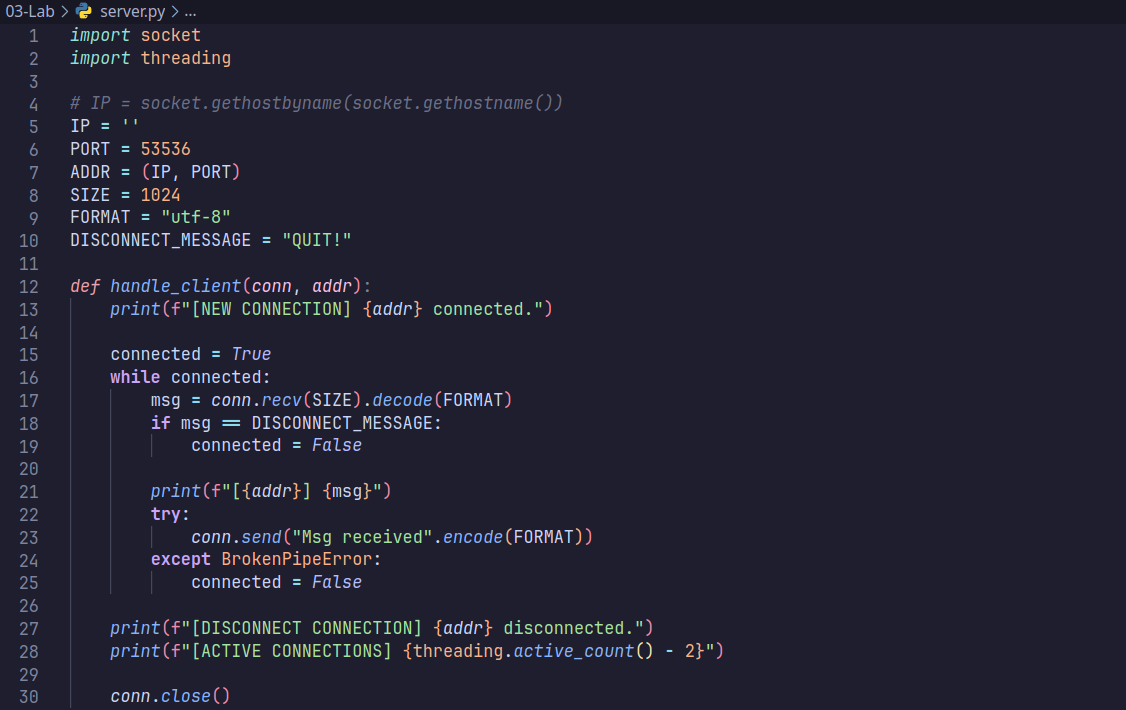 03-Lab > server.py > ...
1 import socket
2 import threading
3
4 # IP = socket.gethostbyname(socket.gethostname())
5 IP = ''
6 PORT = 53536
7 ADDR = (IP, PORT)
8 SIZE = 1024
9 FORMAT = "utf-8"
10 DISCONNECT_MESSAGE = "QUIT!"
11
12 def handle_client(conn, addr):
13     print(f"[NEW CONNECTION] {addr} connected.")
14
15     connected = True
16     while connected:
17         msg = conn.recv(SIZE).decode(FORMAT)
18         if msg == DISCONNECT_MESSAGE:
19             connected = False
20
21         print(f"[{addr}] {msg}")
22         try:
23             conn.send("Msg received".encode(FORMAT))
24         except BrokenPipeError:
25             connected = False
26
27     print(f"[DISCONNECT CONNECTION] {addr} disconnected.")
28     print(f"[ACTIVE CONNECTIONS] {threading.active_count() - 2}")
29
30     conn.close()